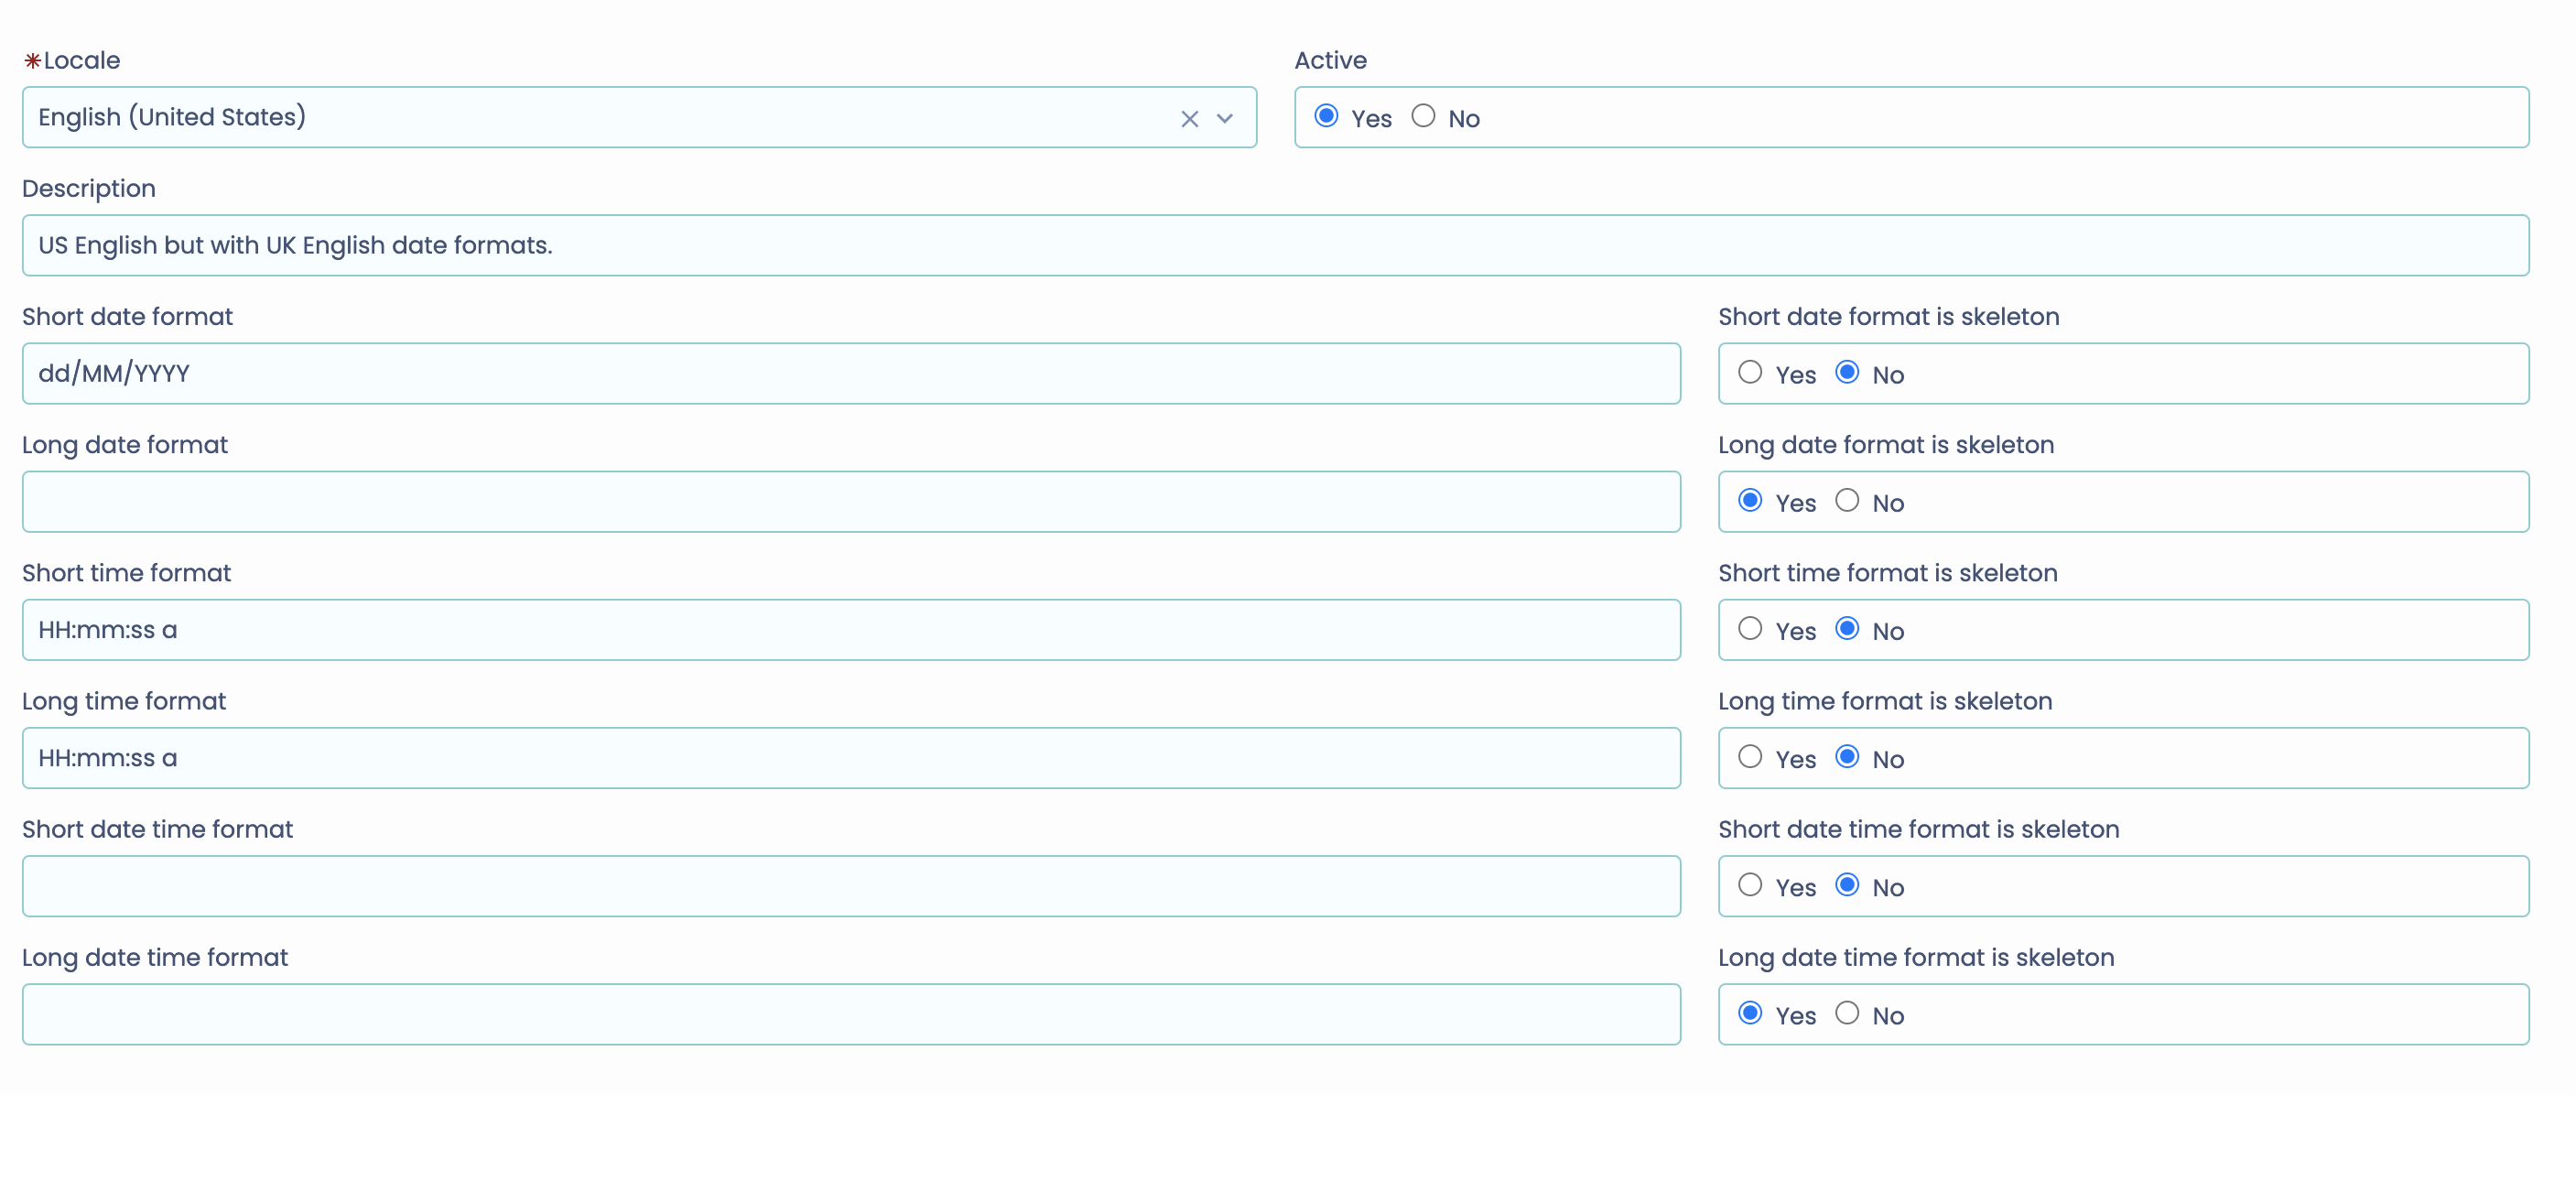 *Locale
Active
English (United States)
Yes No
Description
US English but with UK English date formats.
Short date format
Short date format is skeleton
dd/MM/YYYY
Yes No
Long date format
Long date format is skeleton
Yes No
Short time format
Short time format is skeleton
HH:mm:ss a
Yes No
Long time format
Long time format is skeleton
HH:mm:ss a
Yes No
Short date time format
Short date time format is skeleton
Yes No
Long date time format
Long date time format is skeleton
Yes No